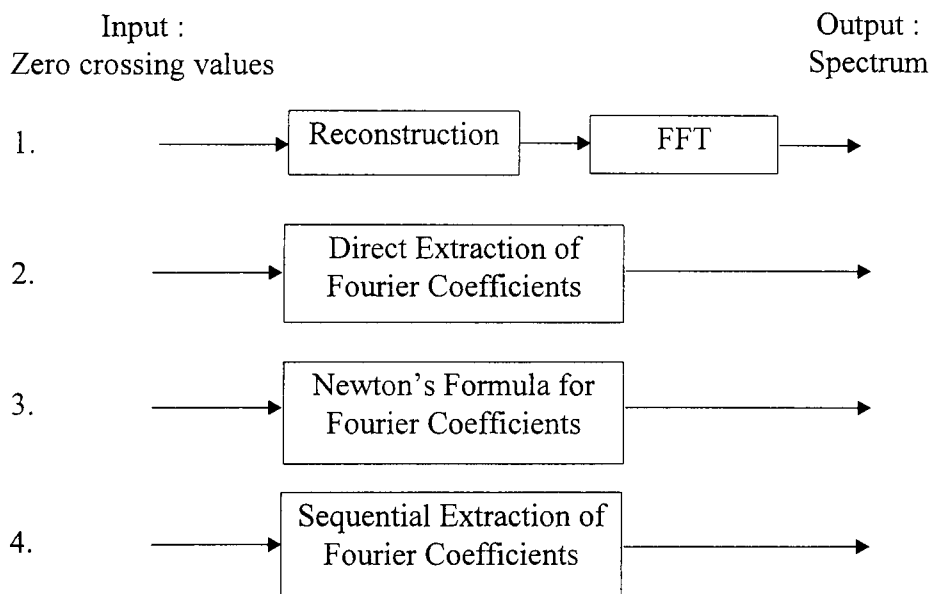 Input :
Zero crossing values
Output :
Spectrum
1.
Reconstruction
FFT
2.
Direct Extraction of
Fourier Coefficients
3.
Newton's Formula for
Fourier Coefficients
4.
Sequential Extraction of
Fourier Coefficients